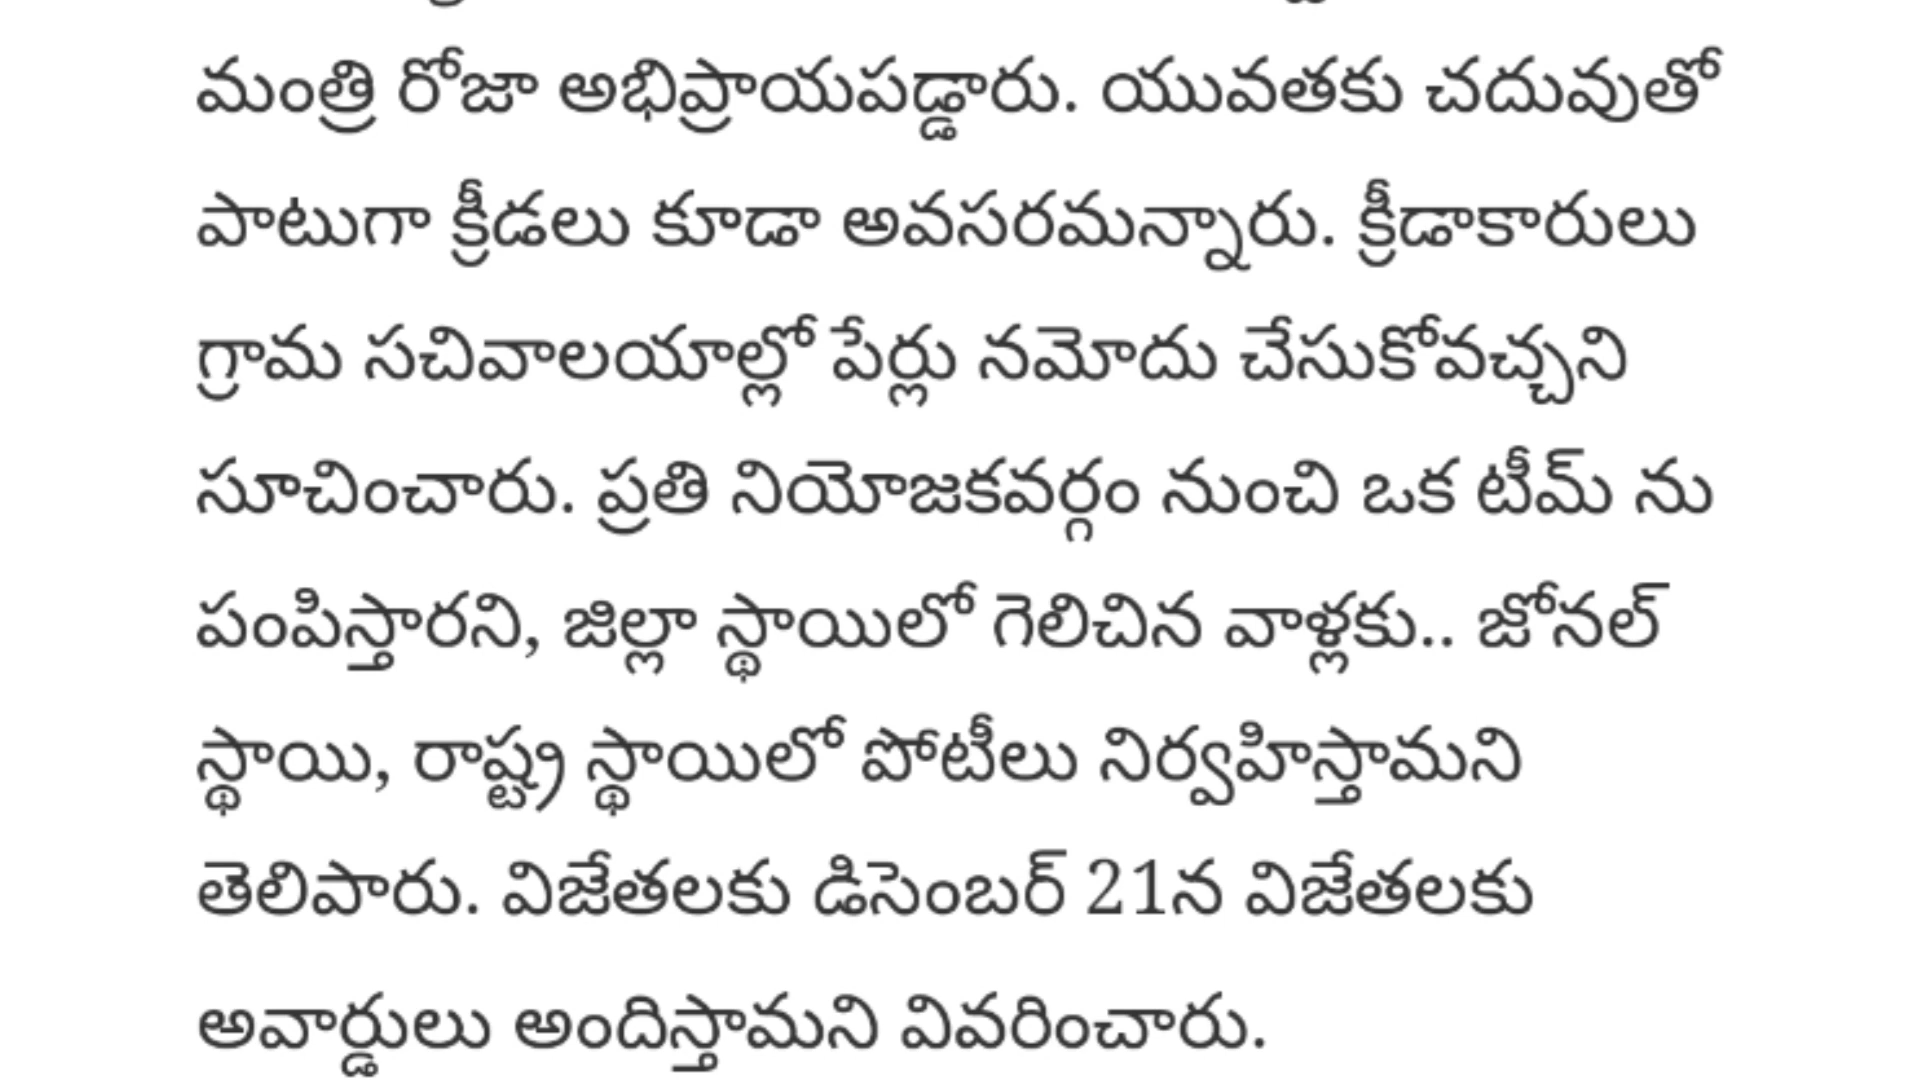 మంత్రి రోజా అభిప్రాయపడ్డారు. యువతకు చదువుతో
పాటుగా క్రీడలు కూడా అవసరమన్నారు. క్రీడాకారులు
గ్రామ సచివాలయాల్లో పేర్లు నమోదు చేసుకోవచ్చని
సూచించారు. ప్రతి నియోజకవర్గం నుంచి ఒక టీమ్ ను
పంపిస్తారని, జిల్లా స్థాయిలో గెలిచిన వాళ్లకు.. జోనల్
స్థాయి, రాష్ట్ర స్థాయిలో పోటీలు నిర్వహిస్తామని
తెలిపారు. విజేతలకు డిసెంబర్ 21న విజేతలకు
అవార్డులు అందిస్తామని వివరించారు.